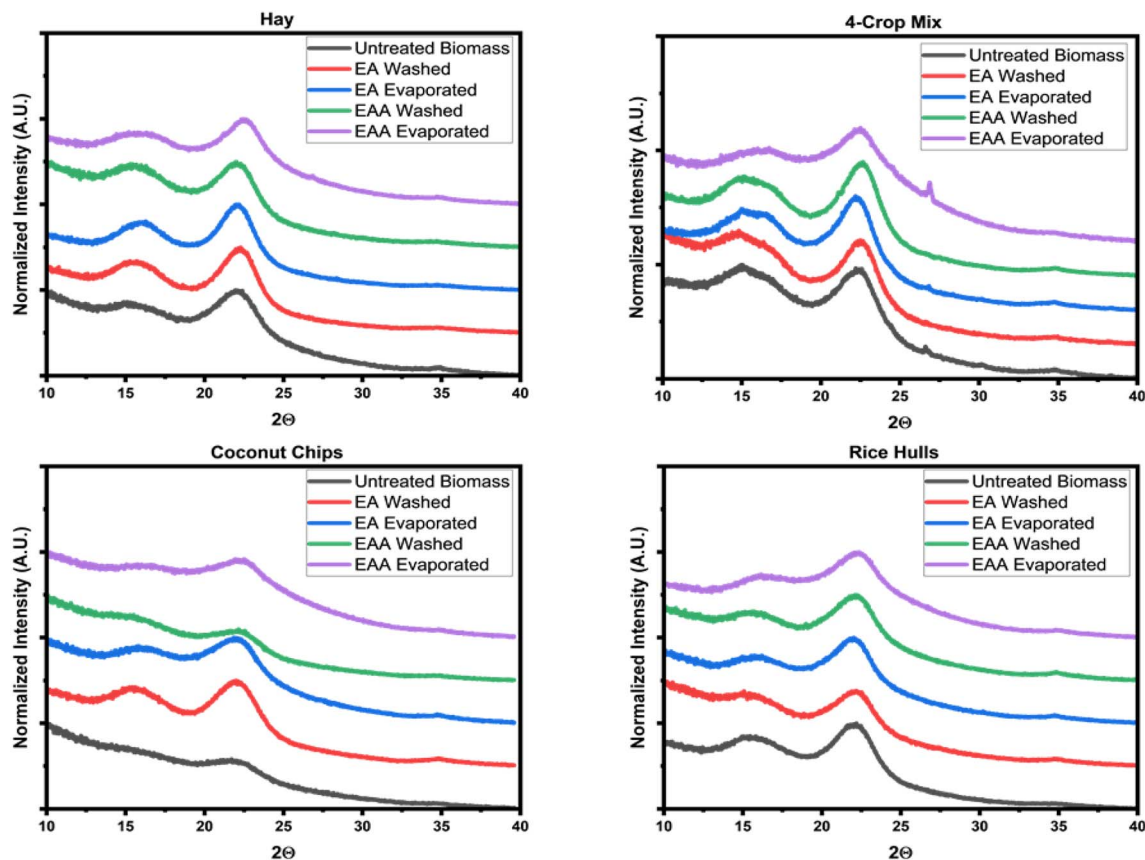 Hay
Normalized Intensity (A.U.)
Untreated Biomass
EA Washed
EA Evaporated
EAA Washed
EAA Evaporated
10 15 20 25 30 35 40
2Θ
4-Crop Mix
Normalized Intensity (A.U.)
Untreated Biomass
EA Washed
EA Evaporated
EAA Washed
EAA Evaporated
10 15 20 25 30 35 40
2Θ
Coconut Chips
Normalized Intensity (A.U.)
Untreated Biomass
EA Washed
EA Evaporated
EAA Washed
EAA Evaporated
10 15 20 25 30 35 40
2Θ
Rice Hulls
Normalized Intensity (A.U.)
Untreated Biomass
EA Washed
EA Evaporated
EAA Washed
EAA Evaporated
10 15 20 25 30 35 40
2Θ